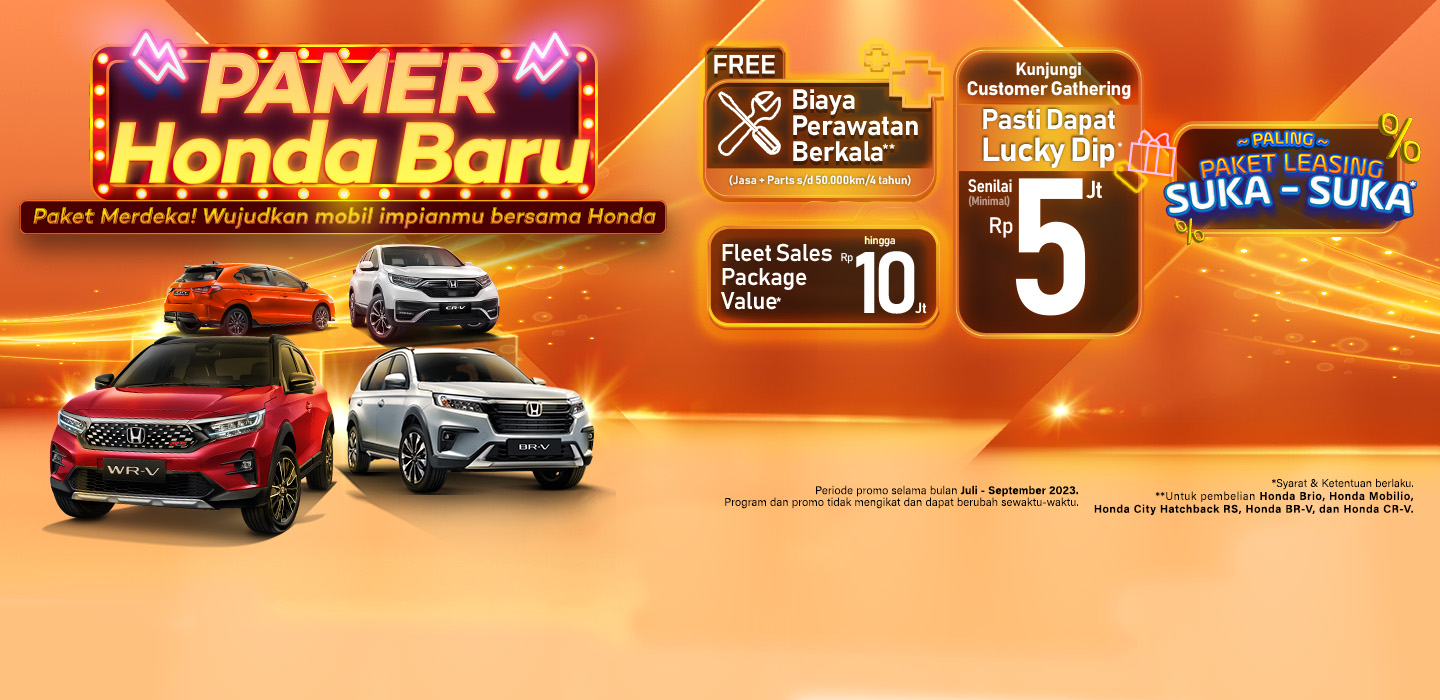 PAMER
Honda Baru
Paket Merdeka! Wujudkan mobil impianmu bersama Honda
FREE
Biaya
Perawatan
Berkala**
(Jasa + Parts s/d 50.000km/4 tahun)
Fleet Sales
Package
Value*
hingga
Rp 10 Jt
Kunjungi
Customer Gathering
Pasti Dapat
Lucky Dip*
Senilai
(Minimal)
Rp 5 Jt
~ PALING ~
PAKET LEASING
SUKA - SUKA*
CR-V
WR-V
BR-V
Periode promo selama bulan Juli - September 2023.
Program dan promo tidak mengikat dan dapat berubah sewaktu-waktu.
*Syarat & Ketentuan berlaku.
**Untuk pembelian Honda Brio, Honda Mobilio,
Honda City Hatchback RS, Honda BR-V, dan Honda CR-V.